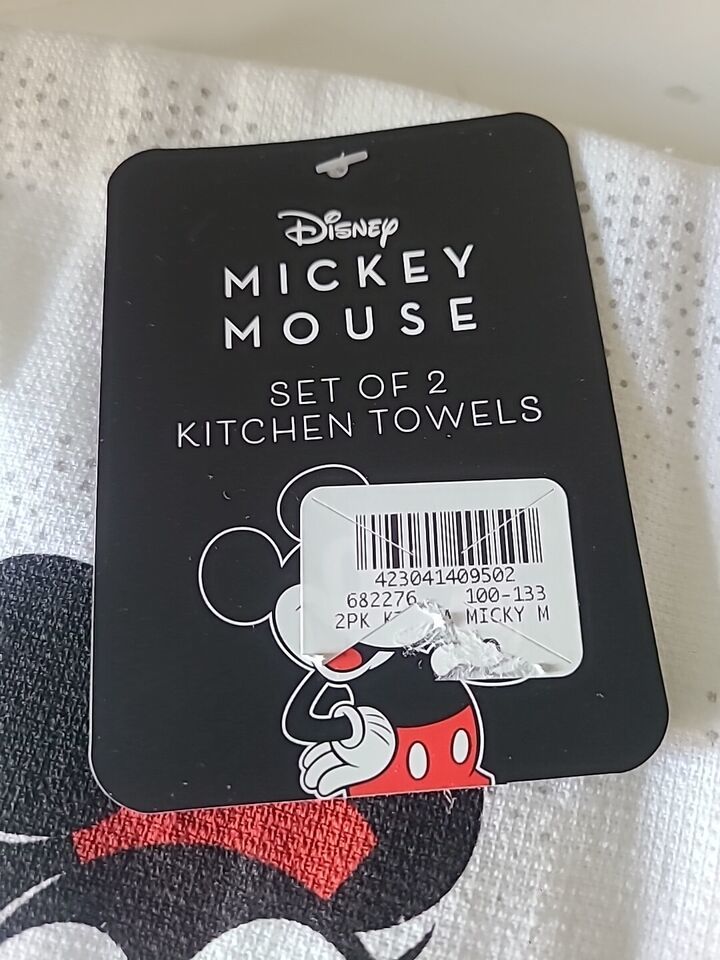 Disney
MICKEY
MOUSE
SET OF 2
KITCHEN TOWELS
423041409502
682276 100-133
2PK MICKY M